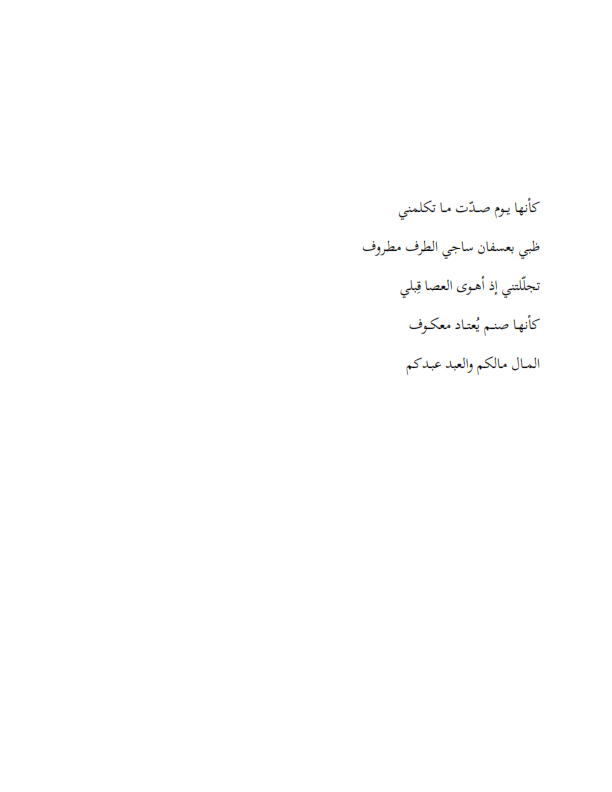 كأنها يوم صدّت ما تكلمني
ظبي بعسفان ساجي الطرف مطروف
تجلّلتني إذ أهوى العصا قِبلي
كأنها صنم يُعتاد معكوف
المال مالكم والعبد عبدكم